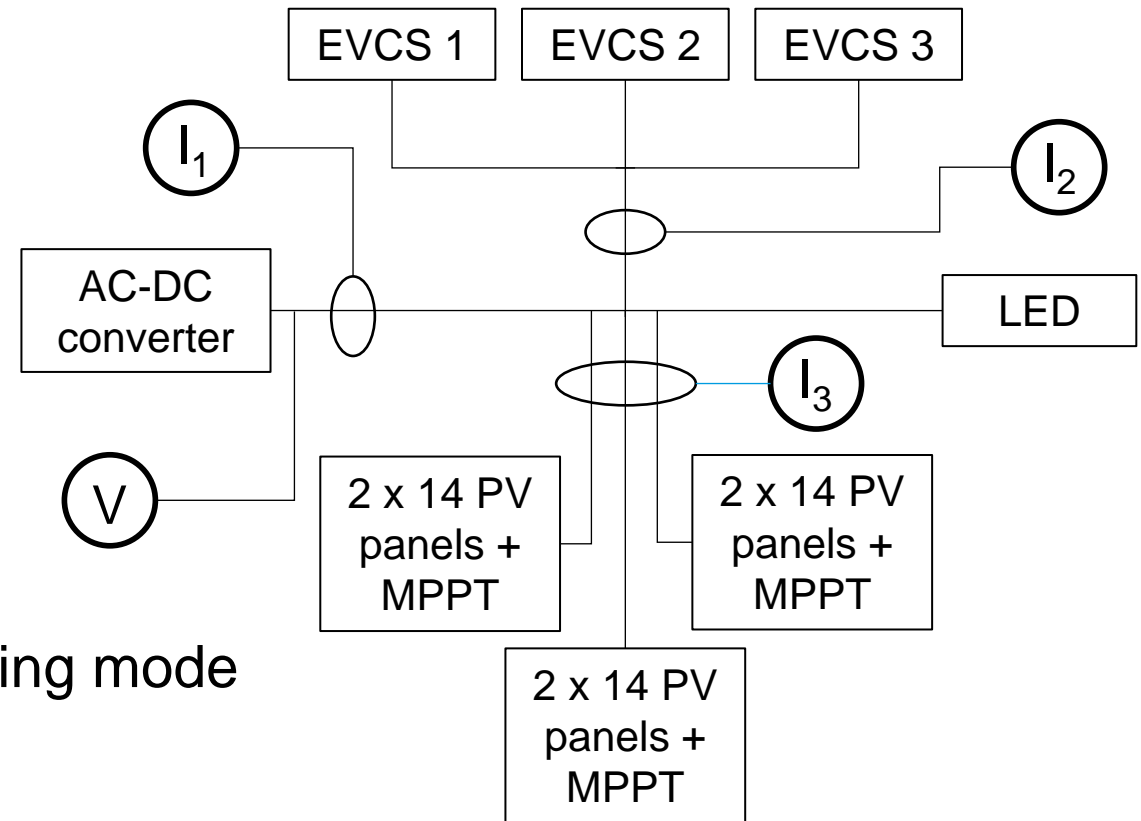 EVCS 1
EVCS 2
EVCS 3
I1
I2
AC-DC
converter
LED
I3
V
2 x 14 PV
panels +
MPPT
2 x 14 PV
panels +
MPPT
ing mode
2 x 14 PV
panels +
MPPT